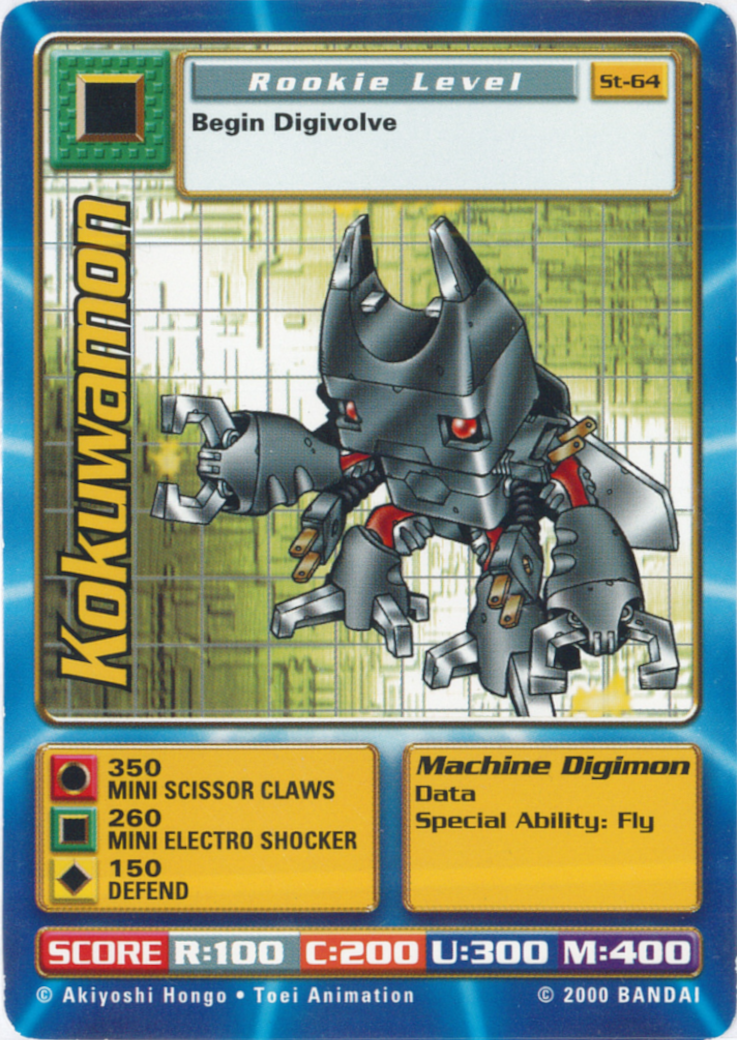 Rookie Level
St-64
Begin Digivolve
Kokuwamon
350
MINI SCISSOR CLAWS
260
MINI ELECTRO SHOCKER
150
DEFEND
Machine Digimon
Data
Special Ability: Fly
SCORE R:100 C:200 U:300 M:400
© Akiyoshi Hongo • Toei Animation
© 2000 BANDAI